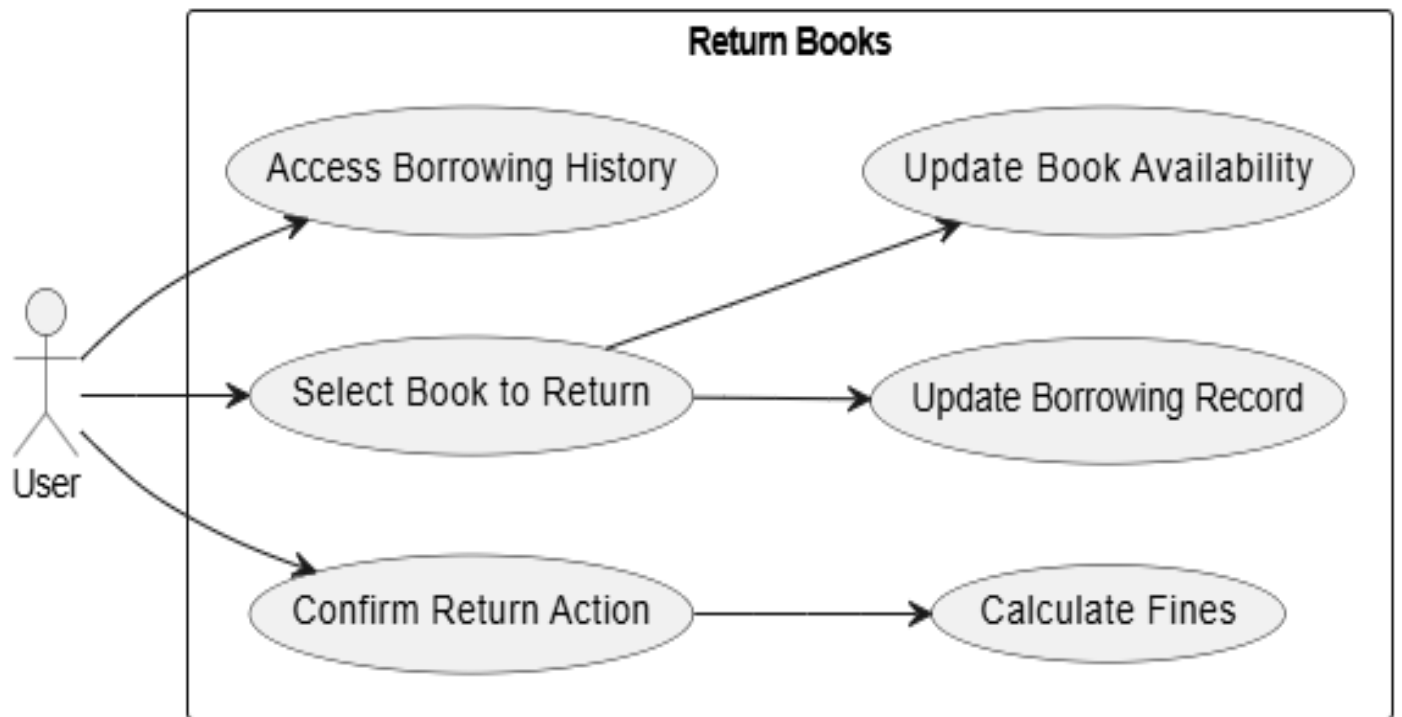 Return Books
Access Borrowing History
Update Book Availability
Select Book to Return
Update Borrowing Record
User
Confirm Return Action
Calculate Fines